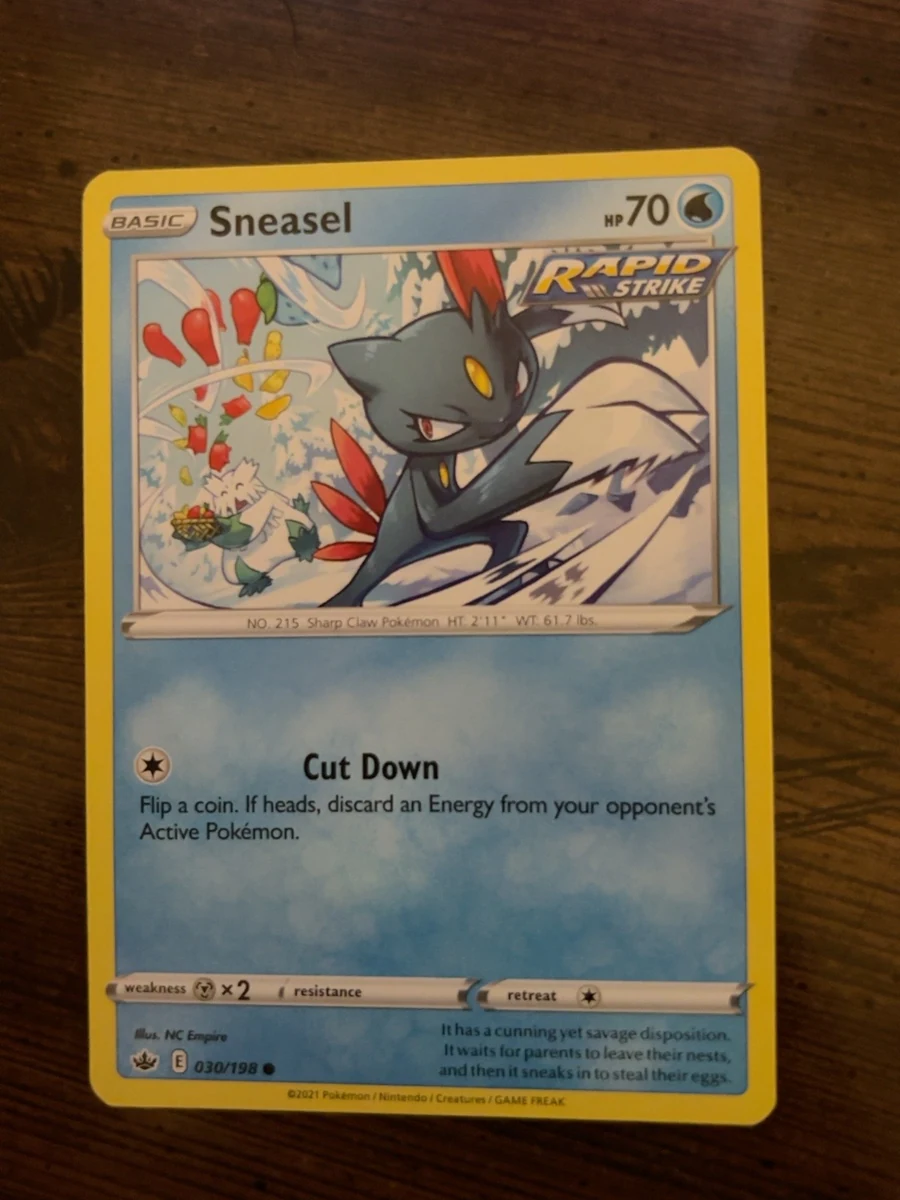 BASIC Sneasel HP 70
RAPID
STRIKE
NO. 215 Sharp Claw Pokémon HT. 2'11" WT. 61.7 lbs.
Cut Down
Flip a coin. If heads, discard an Energy from your opponent's
Active Pokémon.
weakness ×2 resistance retreat
Illus. NC Empire
E 030/198
It has a cunning yet savage disposition.
It waits for parents to leave their nests,
and then it sneaks in to steal their eggs.
©2021 Pokémon / Nintendo / Creatures / GAME FREAK